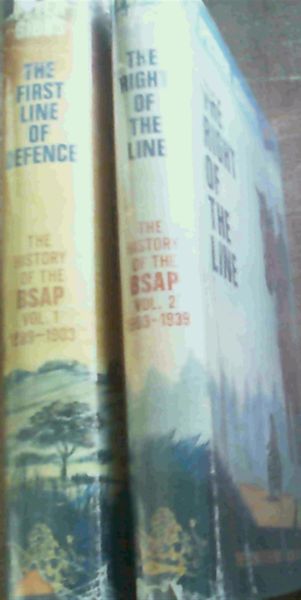 THE
FIRST
LINE
OF
DEFENCE
THE
HISTORY
OF THE
BSAP
VOL. 1
1889-1903
THE
RIGHT
OF
THE
LINE
THE
HISTORY
OF THE
BSAP
VOL. 2
1903-1939
THE
RIGHT
OF
THE
LINE